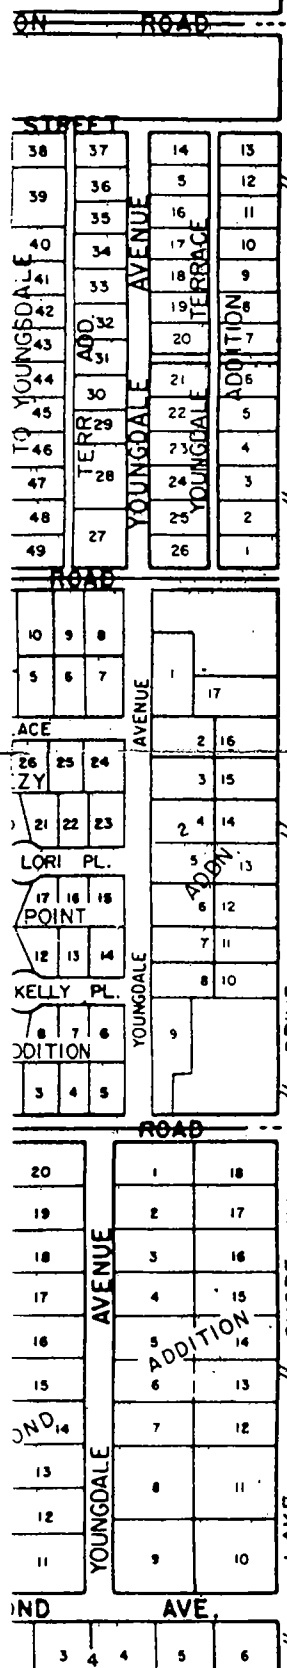 ON ROAD
STREET
38 37 14 13
39 36 5 12
35 16 11
40 34 17 10
41 33 18 9
42 32 19 8
43 31 20 7
44 30 21 6
45 29 22 5
46 28 23 4
47 24 3
48 27 25 2
49 26 1
TO YOUNGSDALE
TERR. ADD.
YOUNGDALE AVENUE
YOUNGDALE TERRACE
ADDITION
ROAD
10 9 8
5 6 7
1 17
ACE
26 25 24
ZY
2 16
3 15
21 22 23
2
4 14
LORI PL.
5 13
ADDN.
17 16 15
POINT
6 12
12 13 14
7 11
KELLY PL.
8 10
8 7 6
DDITION
9
3 4 5
YOUNGDALE AVENUE
ROAD
20 1 18
19 2 17
18 3 16
17 4 15
16 5 14
15 6 13
OND 14 7 12
13 8 11
12
11 9 10
YOUNGDALE AVENUE
ADDITION
LAKE
OND AVE.
3 4 4 5 6